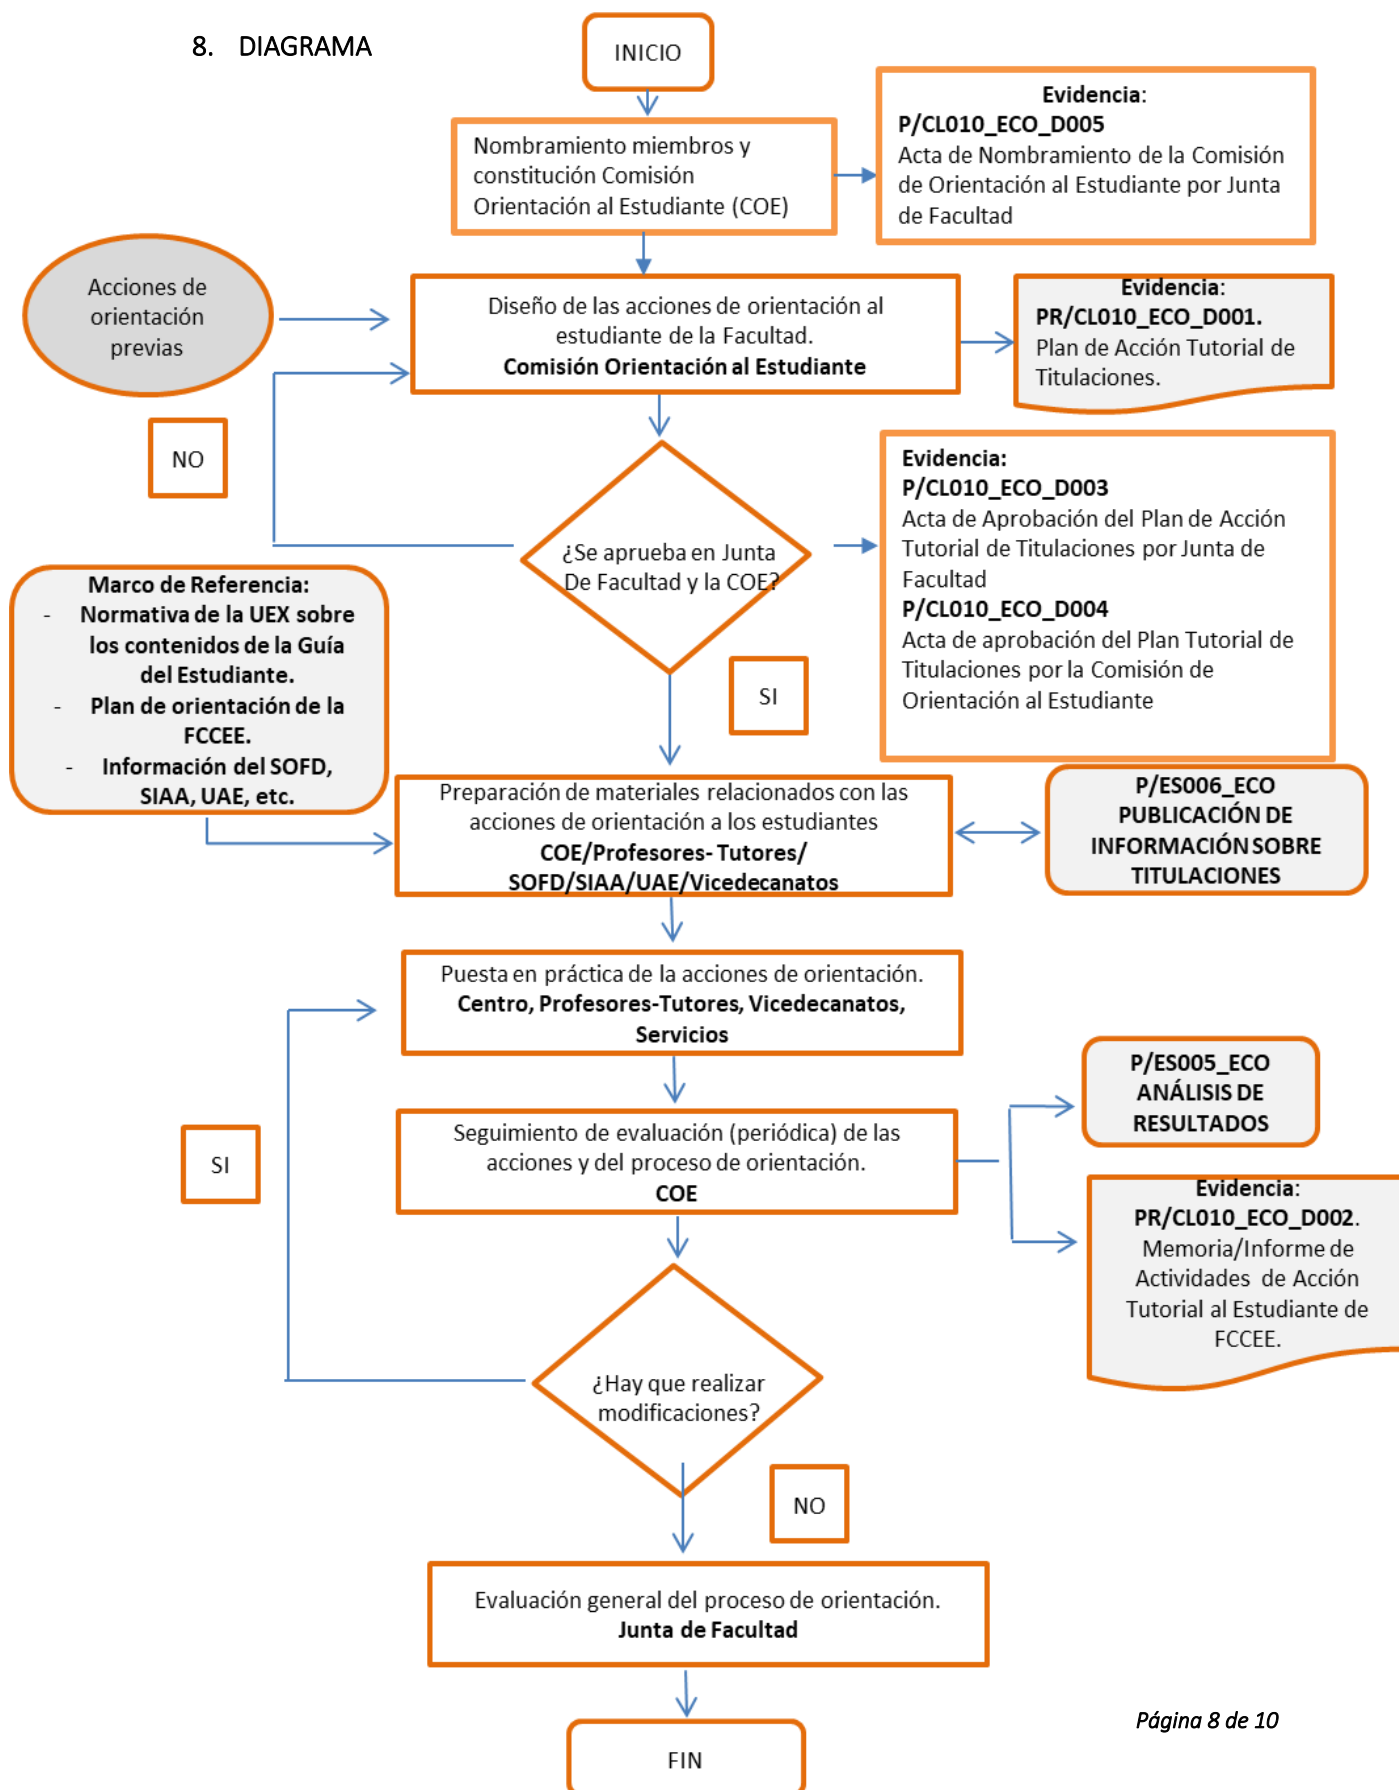 8. DIAGRAMA
INICIO
Nombramiento miembros y
constitución Comisión
Orientación al Estudiante (COE)
Evidencia:
P/CL010_ECO_D005
Acta de Nombramiento de la Comisión
de Orientación al Estudiante por Junta
de Facultad
Acciones de
orientación
previas
Diseño de las acciones de orientación al
estudiante de la Facultad.
Comisión Orientación al Estudiante
Evidencia:
PR/CL010_ECO_D001.
Plan de Acción Tutorial de
Titulaciones.
NO
¿Se aprueba en Junta
De Facultad y la COE?
Evidencia:
P/CL010_ECO_D003
Acta de Aprobación del Plan de Acción
Tutorial de Titulaciones por Junta de
Facultad
P/CL010_ECO_D004
Acta de aprobación del Plan Tutorial de
Titulaciones por la Comisión de
Orientación al Estudiante
Marco de Referencia:
- Normativa de la UEX sobre
los contenidos de la Guía
del Estudiante.
- Plan de orientación de la
FCCEE.
- Información del SOFD,
SIAA, UAE, etc.
SI
Preparación de materiales relacionados con las
acciones de orientación a los estudiantes
COE/Profesores- Tutores/
SOFD/SIAA/UAE/Vicedecanatos
P/ES006_ECO
PUBLICACIÓN DE
INFORMACIÓN SOBRE
TITULACIONES
Puesta en práctica de la acciones de orientación.
Centro, Profesores-Tutores, Vicedecanatos,
Servicios
P/ES005_ECO
ANÁLISIS DE
RESULTADOS
SI
Seguimiento de evaluación (periódica) de las
acciones y del proceso de orientación.
COE
Evidencia:
PR/CL010_ECO_D002.
Memoria/Informe de
Actividades de Acción
Tutorial al Estudiante de
FCCEE.
¿Hay que realizar
modificaciones?
NO
Evaluación general del proceso de orientación.
Junta de Facultad
FIN
Página 8 de 10